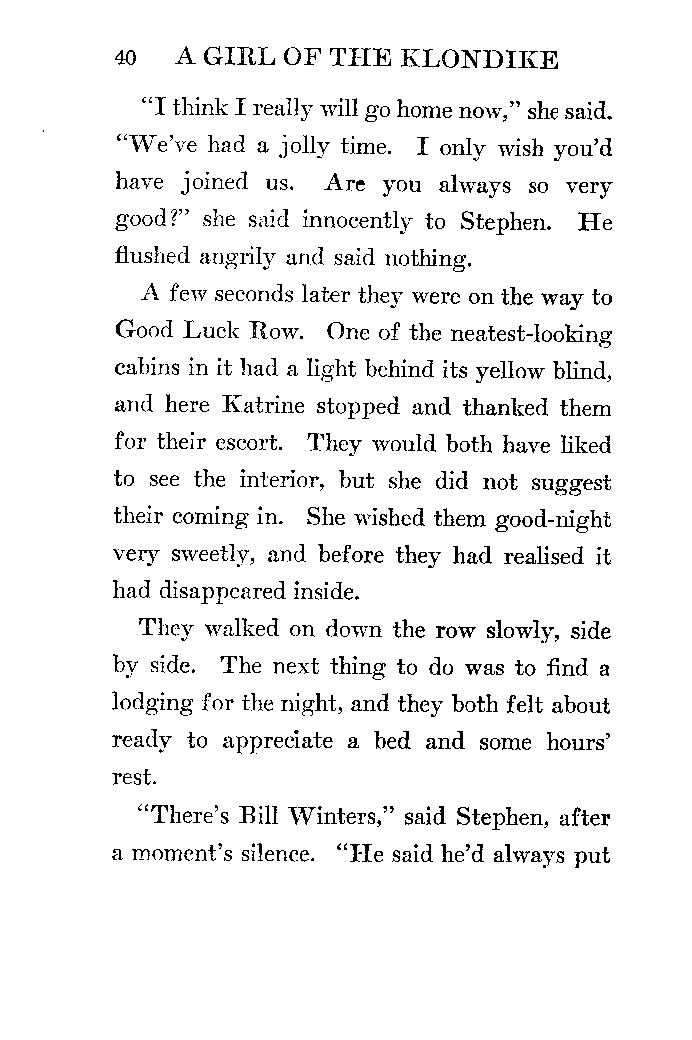 40 A GIRL OF THE KLONDIKE
“I think I really will go home now,” she said.
“We’ve had a jolly time. I only wish you’d
have joined us. Are you always so very
good?” she said innocently to Stephen. He
flushed angrily and said nothing.
A few seconds later they were on the way to
Good Luck Row. One of the neatest-looking
cabins in it had a light behind its yellow blind,
and here Katrine stopped and thanked them
for their escort. They would both have liked
to see the interior, but she did not suggest
their coming in. She wished them good-night
very sweetly, and before they had realised it
had disappeared inside.
They walked on down the row slowly, side
by side. The next thing to do was to find a
lodging for the night, and they both felt about
ready to appreciate a bed and some hours’
rest.
“There’s Bill Winters,” said Stephen, after
a moment’s silence. “He said he’d always put